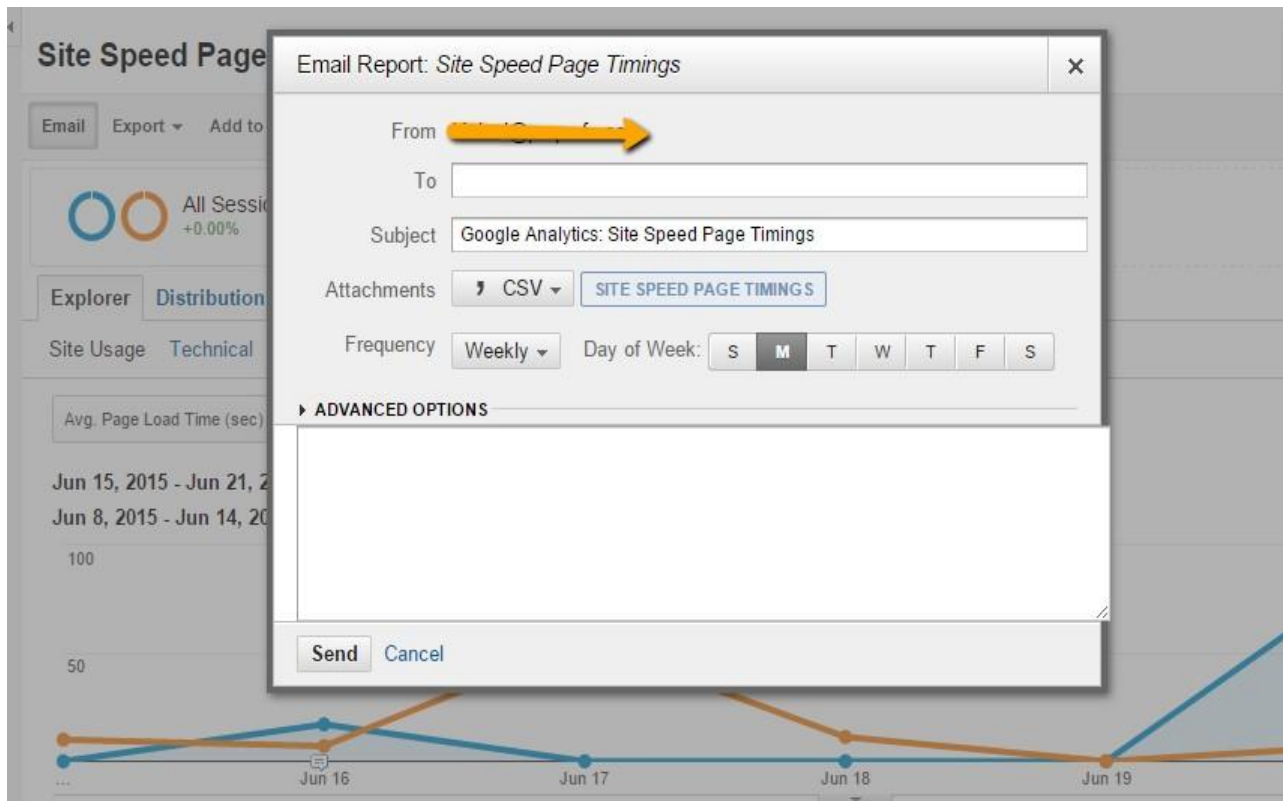 Site Speed Page
Email Export Add to
All Sessio
+0.00%
Explorer Distribution
Site Usage Technical
Avg. Page Load Time (sec)
Jun 15, 2015 - Jun 21, 2
Jun 8, 2015 - Jun 14, 20
100
50
...
Jun 16
Jun 17
Jun 18
Jun 19
Email Report: Site Speed Page Timings ×
From
To
Subject Google Analytics: Site Speed Page Timings
Attachments , CSV SITE SPEED PAGE TIMINGS
Frequency Weekly Day of Week: S M T W T F S
ADVANCED OPTIONS
Send Cancel